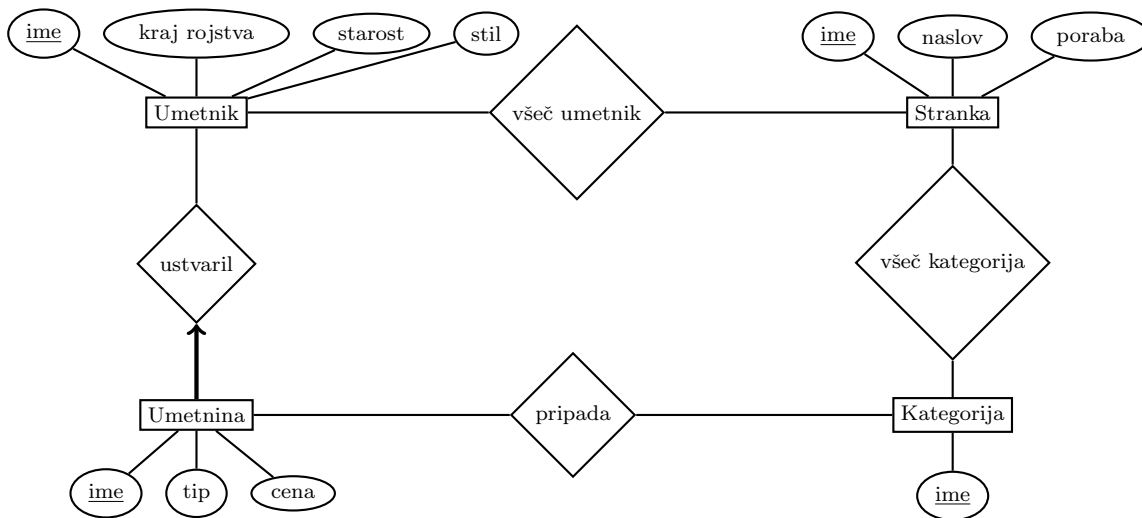 ime
kraj rojstva
starost
stil
ime
naslov
poraba
Umetnik
všeč umetnik
Stranka
ustvaril
všeč kategorija
Umetnina
pripada
Kategorija
ime
tip
cena
ime